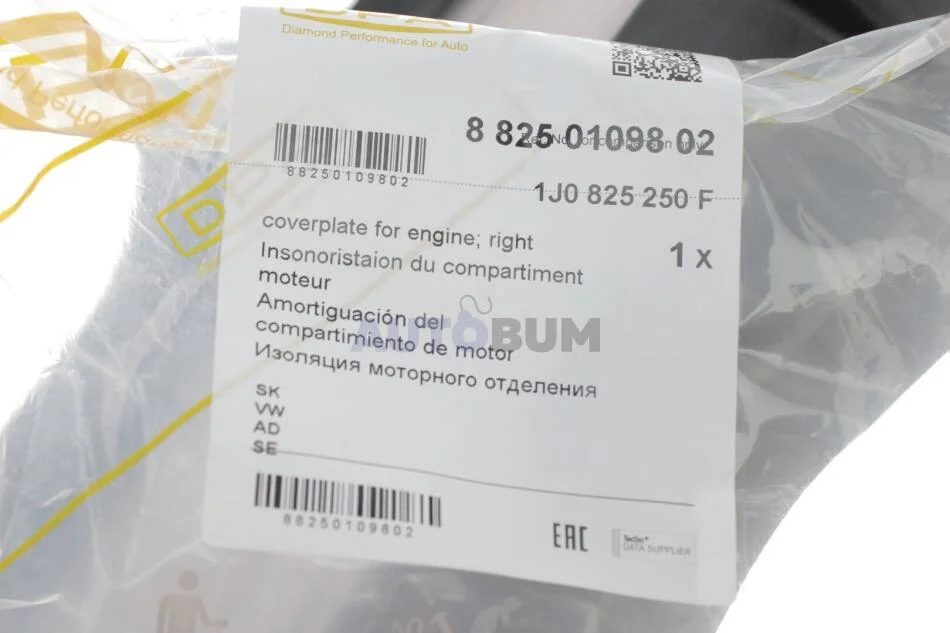 DPA
Diamond Performance for Auto
8 825 01098 02
88250109802
1J0 825 250 F
coverplate for engine; right
1 x
Insonoristaion du compartiment
moteur
Amortiguación del
compartimiento de motor
AUTOBUM
Изоляция моторного отделения
SK
VW
AD
SE
88250109802
EAC
TecDoc®
DATA SUPPLIER